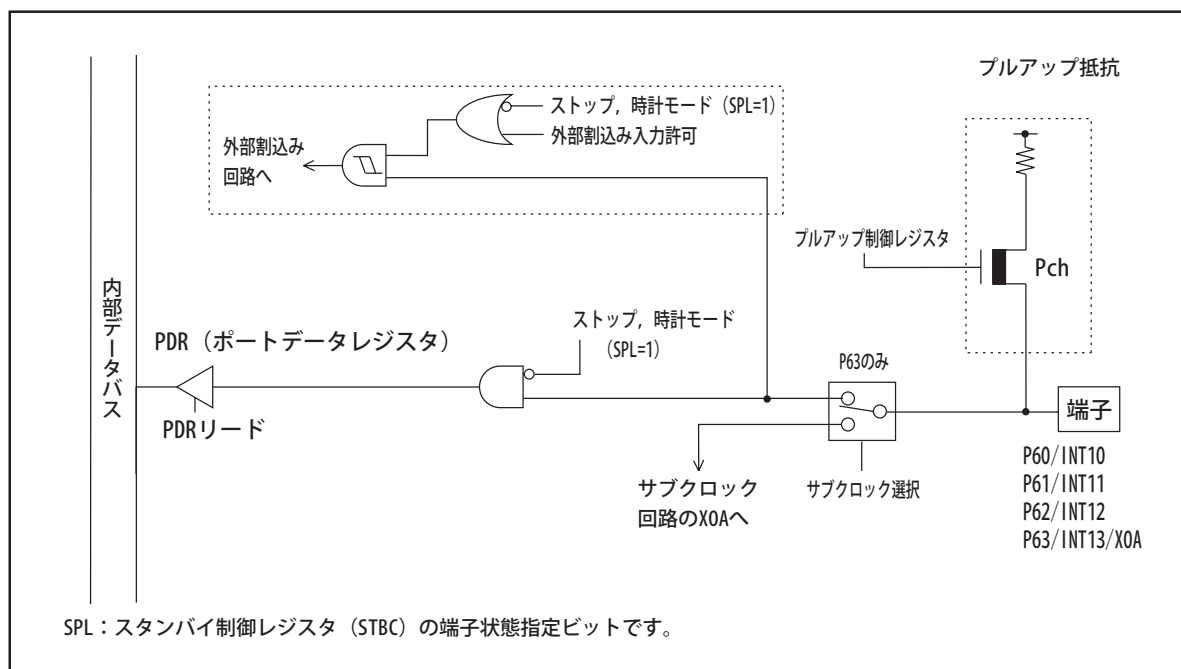 プルアップ抵抗
ストップ，時計モード（SPL=1）
外部割込み入力許可
外部割込み
回路へ
プルアップ制御レジスタ
Pch
内部データバス
ストップ，時計モード
（SPL=1）
PDR（ポートデータレジスタ）
P63のみ
端子
PDRリード
サブクロック
回路のX0Aへ
サブクロック選択
P60/INT10
P61/INT11
P62/INT12
P63/INT13/X0A
SPL：スタンバイ制御レジスタ（STBC）の端子状態指定ビットです。